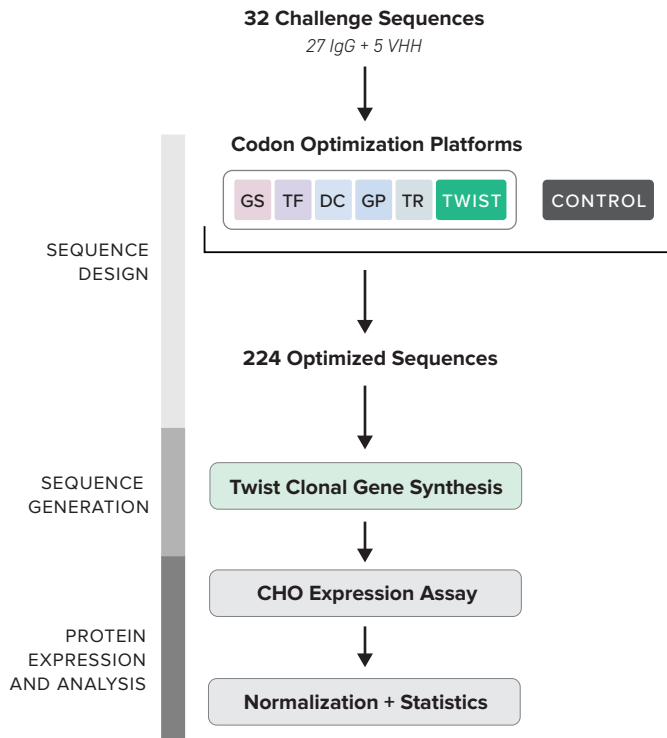 32 Challenge Sequences
27 IgG + 5 VHH
Codon Optimization Platforms
GS TF DC GP TR TWIST CONTROL
SEQUENCE
DESIGN
224 Optimized Sequences
SEQUENCE
GENERATION
Twist Clonal Gene Synthesis
CHO Expression Assay
PROTEIN
EXPRESSION
AND ANALYSIS
Normalization + Statistics